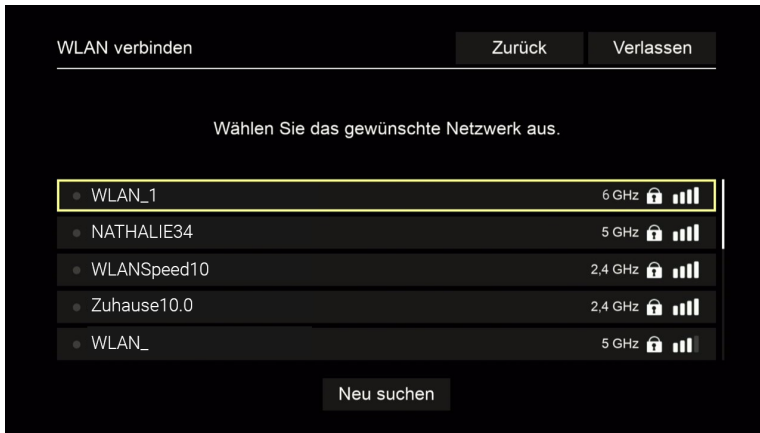 WLAN verbinden Zurück Verlassen
Wählen Sie das gewünschte Netzwerk aus.
WLAN_1 6 GHz
NATHALIE34 5 GHz
WLANSpeed10 2,4 GHz
Zuhause10.0 2,4 GHz
WLAN_ 5 GHz
Neu suchen